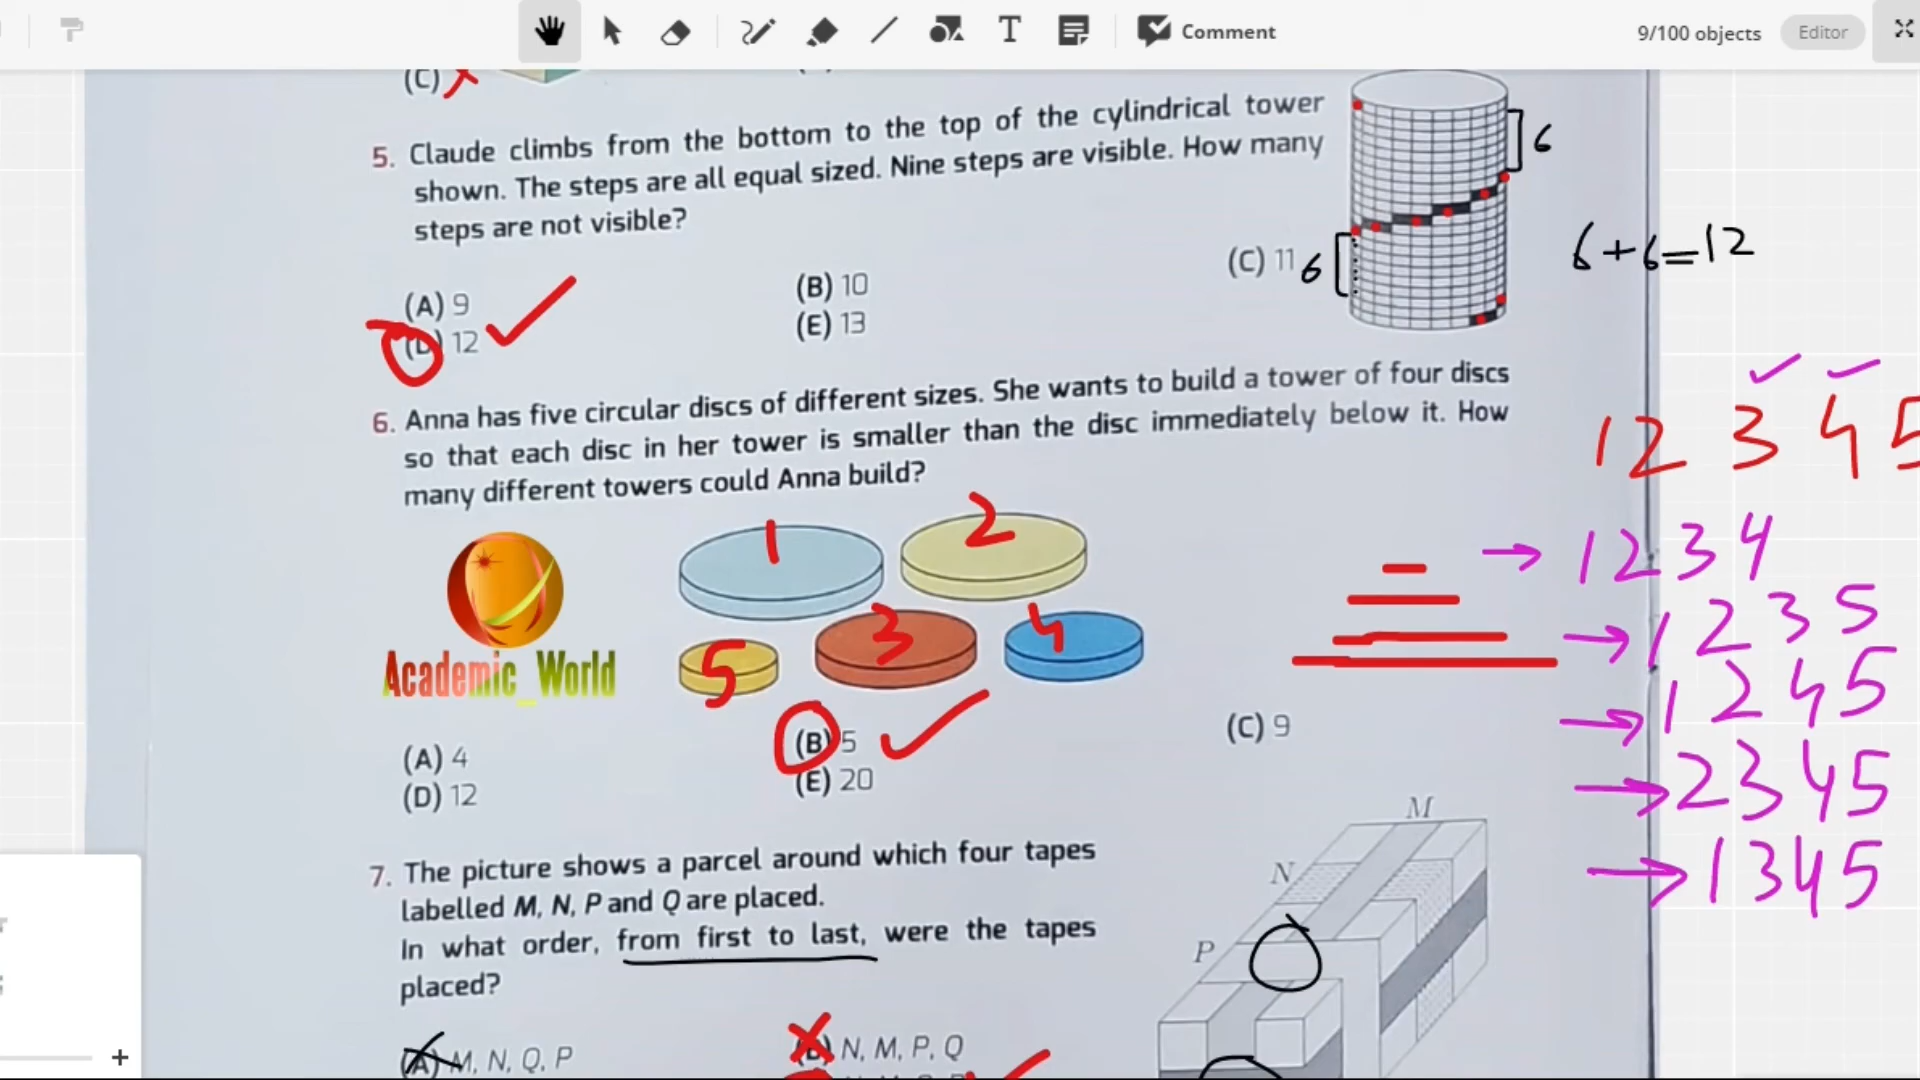 Comment
9/100 objects
Editor
(C)
5. Claude climbs from the bottom to the top of the cylindrical tower
shown. The steps are all equal sized. Nine steps are visible. How many
steps are not visible?
(A) 9
(B) 10
(C) 11
(D) 12
(E) 13
6
6
6+6=12
6. Anna has five circular discs of different sizes. She wants to build a tower of four discs
so that each disc in her tower is smaller than the disc immediately below it. How
many different towers could Anna build?
1
2
3
4
5
Academic_World
(A) 4
(B) 5
(C) 9
(D) 12
(E) 20
1 2 3 4 5
→ 1 2 3 4
→ 1 2 3 5
→ 1 2 4 5
→ 2 3 4 5
→ 1 3 4 5
7. The picture shows a parcel around which four tapes
labelled M, N, P and Q are placed.
In what order, from first to last, were the tapes
placed?
M
N
P
(A) M, N, Q, P
N, M, P, Q